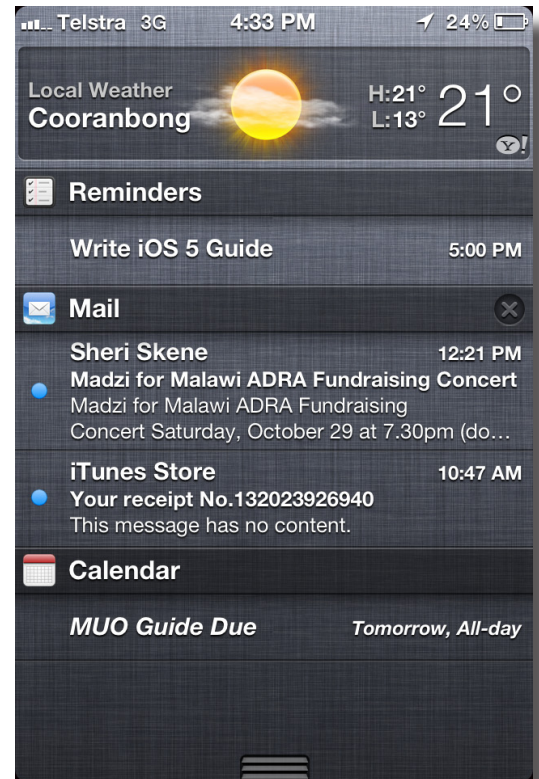 Telstra 3G 4:33 PM 24%
Local Weather
Cooranbong
H:21°
L:13°
21°
Y!
Reminders
Write iOS 5 Guide 5:00 PM
Mail
Sheri Skene 12:21 PM
Madzi for Malawi ADRA Fundraising Concert
Madzi for Malawi ADRA Fundraising
Concert Saturday, October 29 at 7.30pm (do...
iTunes Store 10:47 AM
Your receipt No.132023926940
This message has no content.
Calendar
MUO Guide Due Tomorrow, All-day